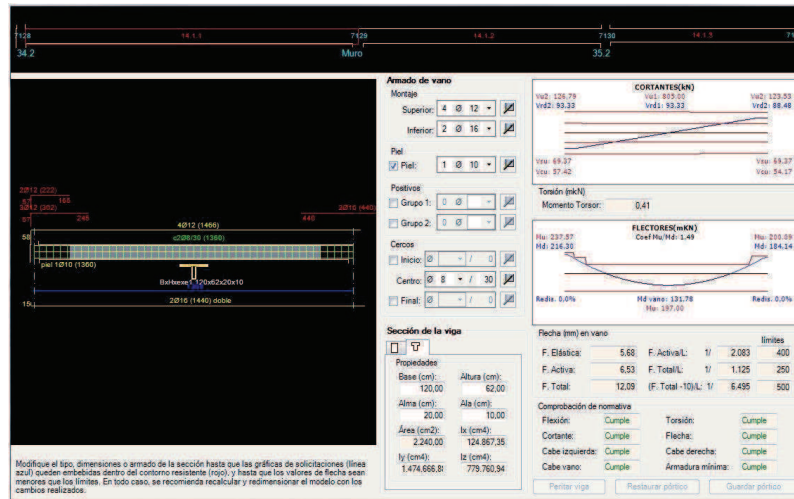 7128 14.1.1 7129 14.1.2 7130 14.1.3
34.2 Muro 35.2
2Ø12 (222)
165
245
440
4Ø12 (1466)
c2Ø8/30 (1360)
piel 1Ø10 (1360)
BxHxexe1 120x62x20x10
2Ø16 (1440) doble
Modifique el tipo, dimensiones o armado de la sección hasta que las gráficas de solicitaciones (línea
azul) queden embebidas dentro del contorno resistente (rojo), y hasta que los valores de flecha sean
menores que los límites. En todo caso, se recomienda recalcular y redimensionar el modelo con los
cambios realizados.
Armado de vano
Montaje
Superior: 4 Ø 12
Inferior: 2 Ø 16
Piel
Piel: 1 Ø 10
Positivos
Grupo 1: 0 Ø
Grupo 2: 0 Ø
Cercos
Inicio: Ø / 0
Centro: Ø 8 / 30
Final: Ø / 0
Sección de la viga
Propiedades
Base (cm): Altura (cm):
120,00 62,00
Alma (cm): Ala (cm):
20,00 10,00
Área (cm2): Ix (cm4):
2.240,00 124.867,35
Iy (cm4): Iz (cm4):
1.474.666,8 779.760,94
CORTANTES(kN)
Vu2: 126.79 Vu1: 805.00 Vu2: 123.53
Vrd2: 93.33 Vrd1: 93.33 Vrd2: 88.48
Vcu: 69.37 Vcu: 69.37
Vcu: 57.42 Vcu: 54.17
Torsión (mkN)
Momento Torsor: 0,41
FLECTORES(mKN)
Mu: 237.57 Coef Mu/Md: 1.49
Md: 216.30 Md: 184.14
Redis. 0.0% Md vano: 131.78 Redis. 0.0%
Mu: 197.00
Flecha (mm) en vano
límites
F. Elástica: 5,68 F. Activa/L: 1/ 2.083 400
F. Activa: 6,53 F. Total/L: 1/ 1.125 250
F. Total: 12,09 (F. Total -10)/L: 1/ 6.495 500
Comprobación de normativa
Flexión: Cumple Torsión: Cumple
Cortante: Cumple Flecha: Cumple
Cabe izquierda: Cumple Cabe derecha: Cumple
Cabe vano: Cumple Armadura mínima: Cumple
Peritar viga Restaurar pórtico Guardar pórtico